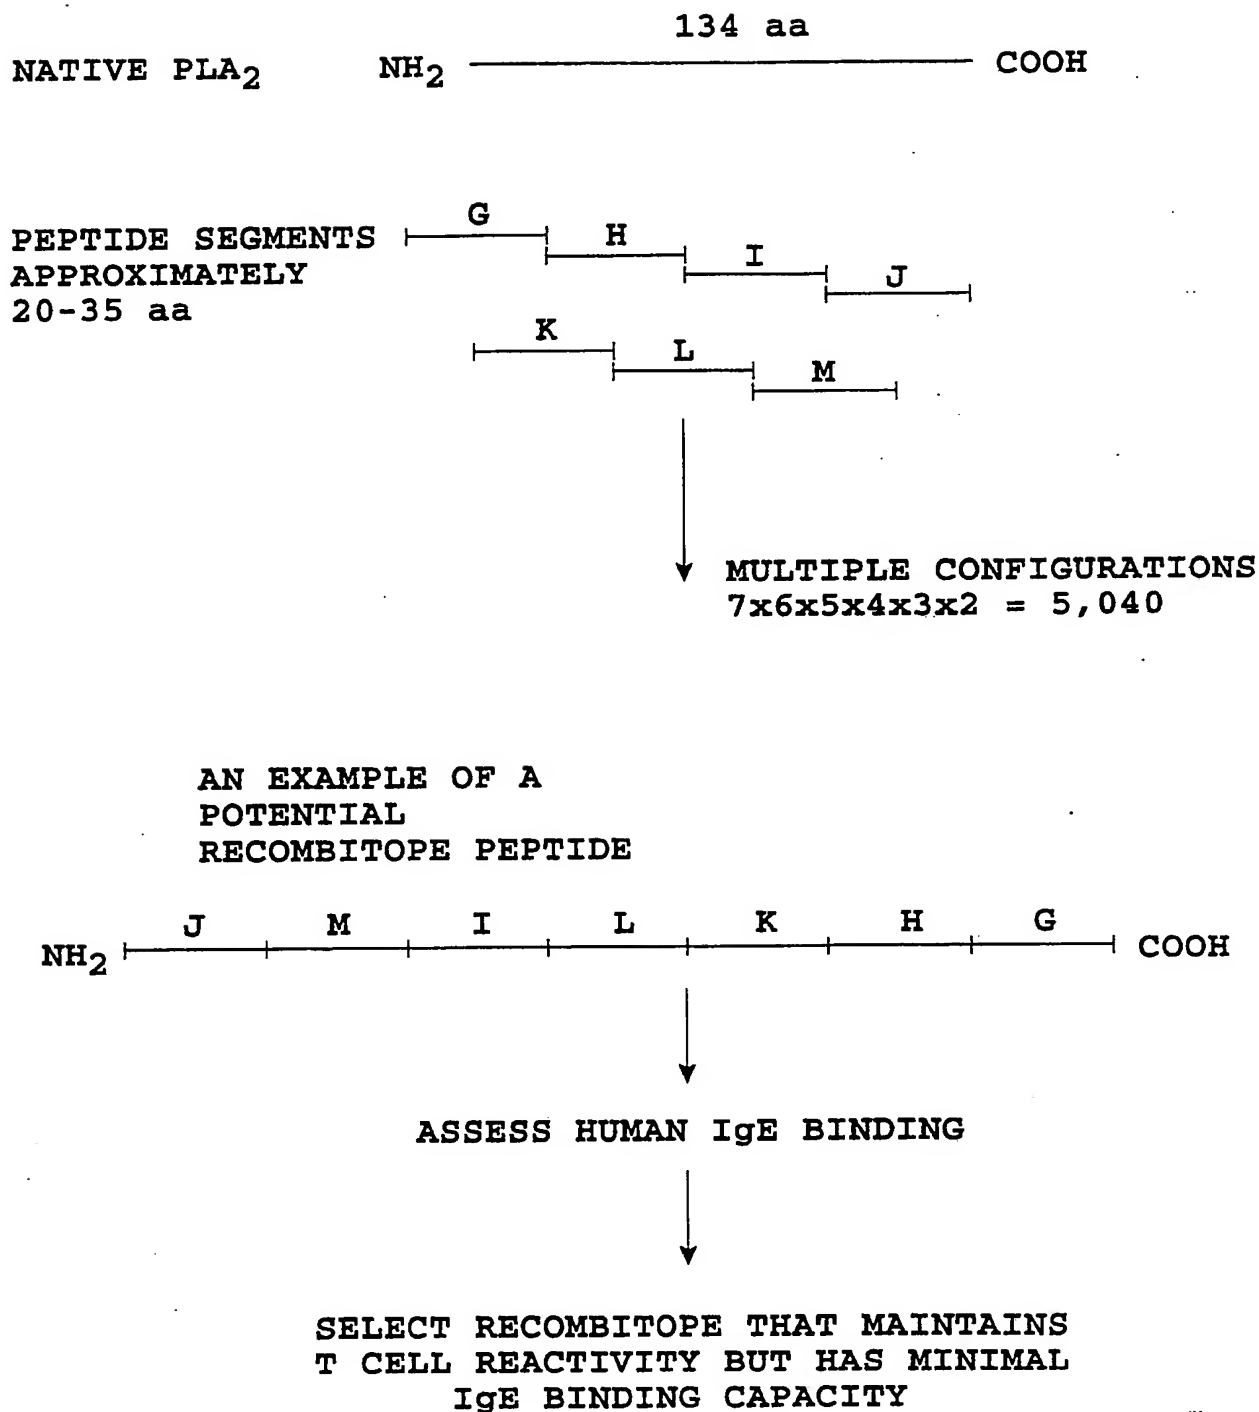 134 aa
NATIVE PLA2 NH2 COOH
G
H
I
J
PEPTIDE SEGMENTS
APPROXIMATELY
20-35 aa
K
L
M
MULTIPLE CONFIGURATIONS
7x6x5x4x3x2 = 5,040
AN EXAMPLE OF A
POTENTIAL
RECOMBITOPE PEPTIDE
J M I L K H G
NH2 COOH
ASSESS HUMAN IgE BINDING
SELECT RECOMBITOPE THAT MAINTAINS
T CELL REACTIVITY BUT HAS MINIMAL
IgE BINDING CAPACITY